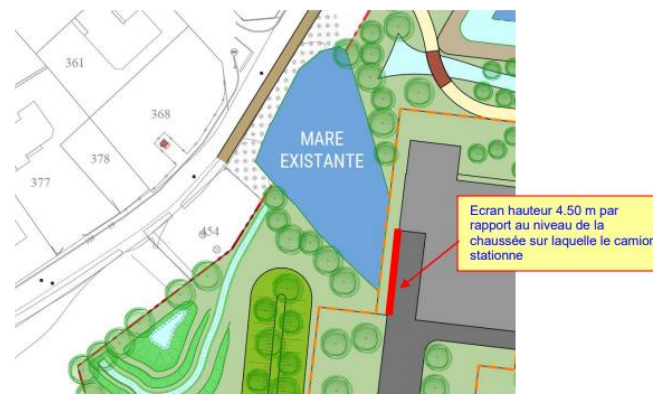 361
368
378
377
454
MARE
EXISTANTE
Ecran hauteur 4.50 m par
rapport au niveau de la
chaussée sur laquelle le camion
stationne